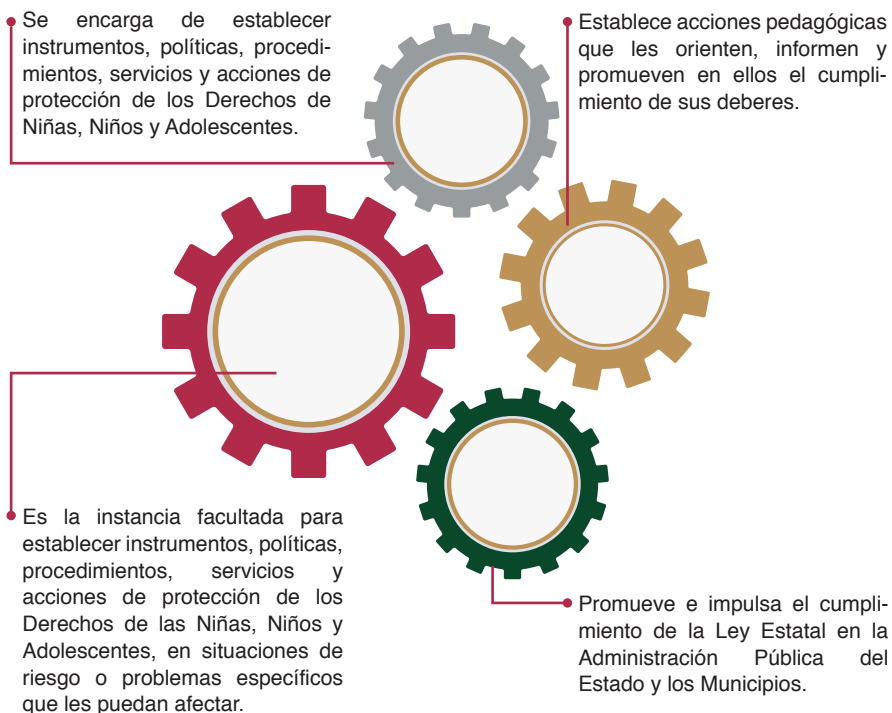 Se encarga de establecer
instrumentos, políticas, procedi-
mientos, servicios y acciones de
protección de los Derechos de
Niñas, Niños y Adolescentes.
Establece acciones pedagógicas
que les orienten, informen y
promueven en ellos el cumpli-
miento de sus deberes.
Es la instancia facultada para
establecer instrumentos, políticas,
procedimientos, servicios y
acciones de protección de los
Derechos de las Niñas, Niños y
Adolescentes, en situaciones de
riesgo o problemas específicos
que les puedan afectar.
Promueve e impulsa el cumpli-
miento de la Ley Estatal en la
Administración Pública del
Estado y los Municipios.